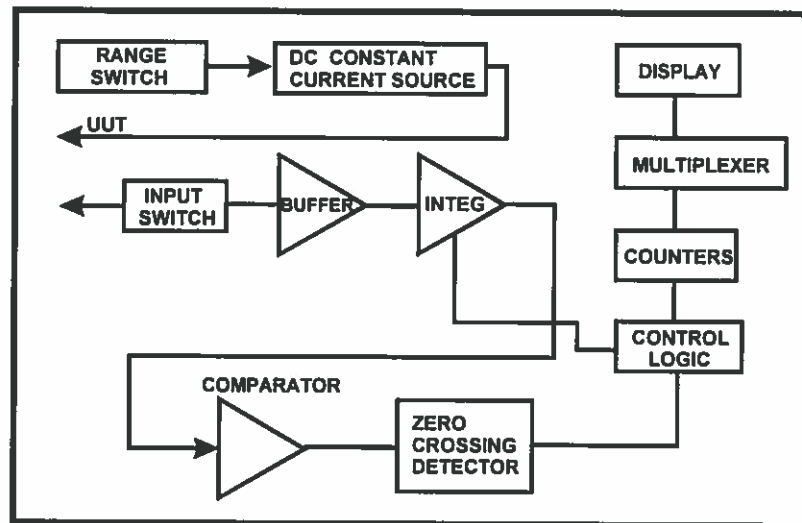 RANGE
SWITCH
DC CONSTANT
CURRENT SOURCE
DISPLAY
UUT
MULTIPLEXER
INPUT
SWITCH
BUFFER
INTEG
COUNTERS
CONTROL
LOGIC
COMPARATOR
ZERO
CROSSING
DETECTOR